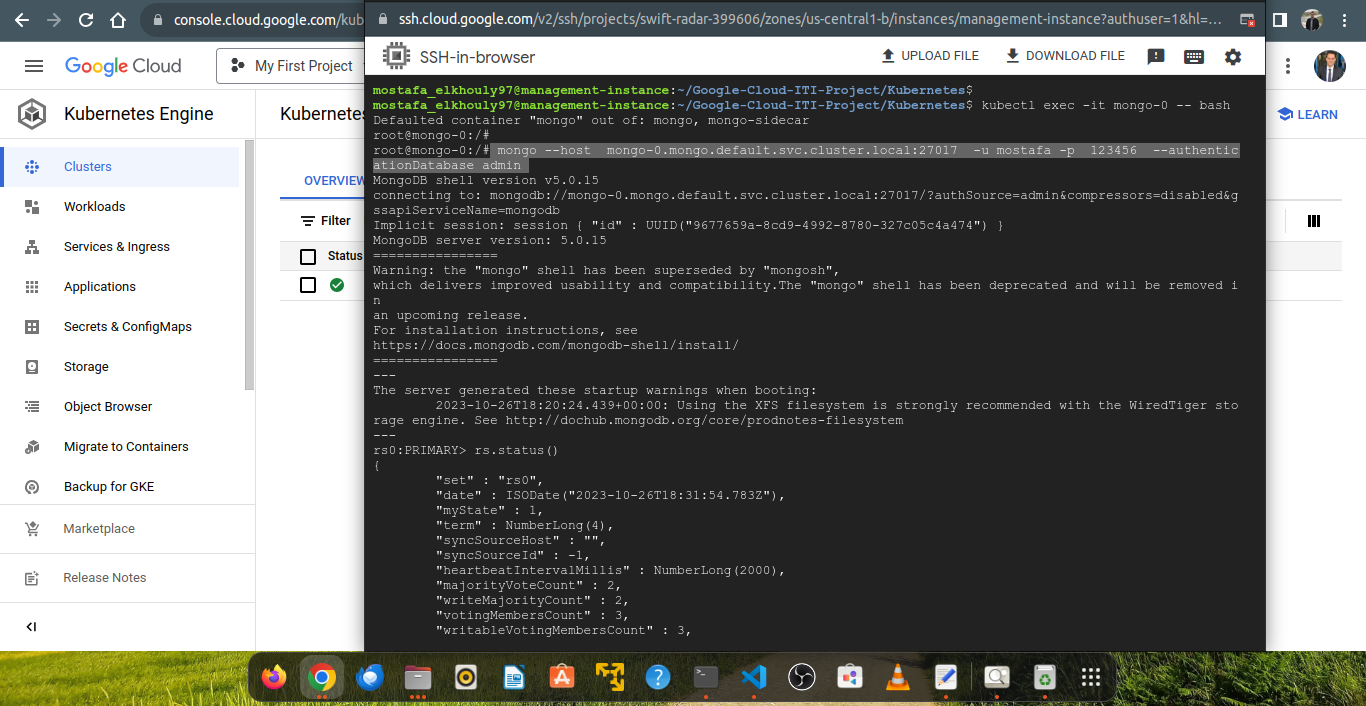 console.cloud.google.com/kub
ssh.cloud.google.com/v2/ssh/projects/swift-radar-399606/zones/us-central1-b/instances/management-instance?authuser=1&hl=...
Google Cloud
My First Project
SSH-in-browser
UPLOAD FILE
DOWNLOAD FILE
Kubernetes Engine
Kubernetes
LEARN
Clusters
Workloads
Services & Ingress
Applications
Secrets & ConfigMaps
Storage
Object Browser
Migrate to Containers
Backup for GKE
Marketplace
Release Notes
OVERVIEW
Filter
Status
mostafa_elkhouly97@management-instance:~/Google-Cloud-ITI-Project/Kubernetes$
mostafa_elkhouly97@management-instance:~/Google-Cloud-ITI-Project/Kubernetes$ kubectl exec -it mongo-0 -- bash
Defaulted container "mongo" out of: mongo, mongo-sidecar
root@mongo-0:/#
root@mongo-0:/# mongo --host  mongo-0.mongo.default.svc.cluster.local:27017  -u mostafa -p  123456  --authentic
ationDatabase admin
MongoDB shell version v5.0.15
connecting to: mongodb://mongo-0.mongo.default.svc.cluster.local:27017/?authSource=admin&compressors=disabled&g
ssapiServiceName=mongodb
Implicit session: session { "id" : UUID("9677659a-8cd9-4992-8780-327c05c4a474") }
MongoDB server version: 5.0.15
================
Warning: the "mongo" shell has been superseded by "mongosh",
which delivers improved usability and compatibility.The "mongo" shell has been deprecated and will be removed i
n
an upcoming release.
For installation instructions, see
https://docs.mongodb.com/mongodb-shell/install/
================
---
The server generated these startup warnings when booting:
2023-10-26T18:20:24.439+00:00: Using the XFS filesystem is strongly recommended with the WiredTiger sto
rage engine. See http://dochub.mongodb.org/core/prodnotes-filesystem
---
rs0:PRIMARY> rs.status()
{
"set" : "rs0",
"date" : ISODate("2023-10-26T18:31:54.783Z"),
"myState" : 1,
"term" : NumberLong(4),
"syncSourceHost" : "",
"syncSourceId" : -1,
"heartbeatIntervalMillis" : NumberLong(2000),
"majorityVoteCount" : 2,
"writeMajorityCount" : 2,
"votingMembersCount" : 3,
"writableVotingMembersCount" : 3,